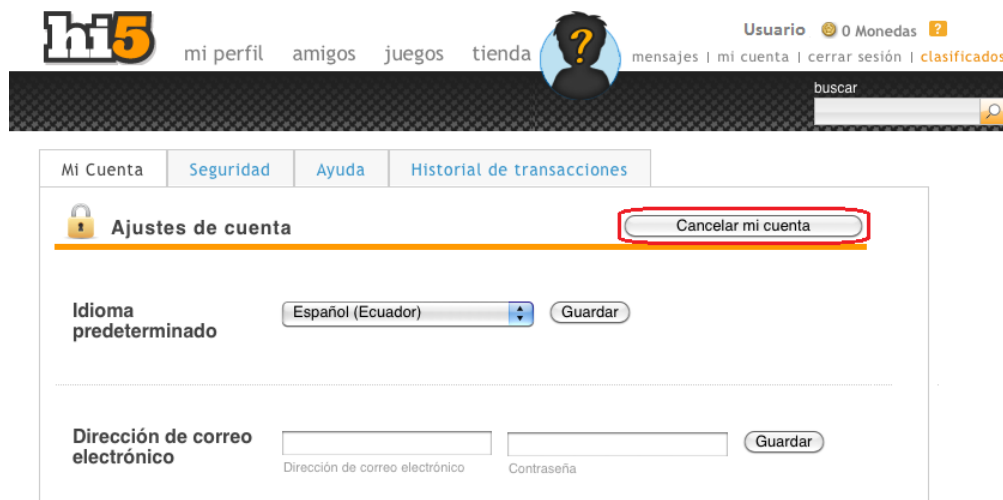 hi5
mi perfil amigos juegos tienda
?
Usuario 0 Monedas ?
mensajes | mi cuenta | cerrar sesión | clasificados
buscar
Mi Cuenta Seguridad Ayuda Historial de transacciones
Ajustes de cuenta Cancelar mi cuenta
Idioma
predeterminado
Español (Ecuador) Guardar
Dirección de correo
electrónico
Guardar
Dirección de correo electrónico Contraseña